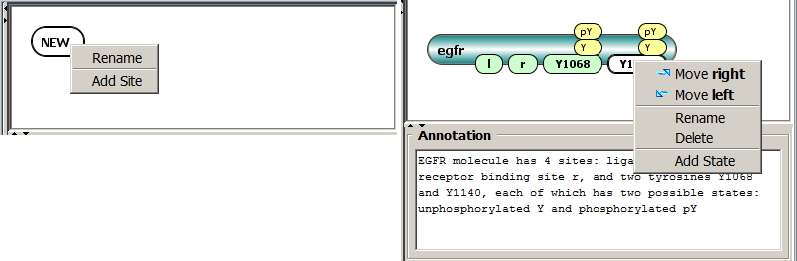 NEW
Rename
Add Site
pY pY
Y Y
egfr
l r Y1068 Y1
Move right
Move left
Rename
Delete
Add State
Annotation
EGFR molecule has 4 sites: liga
receptor binding site r, and two tyrosines Y1068
and Y1140, each of which has two possible states:
unphosphorylated Y and phosphorylated pY